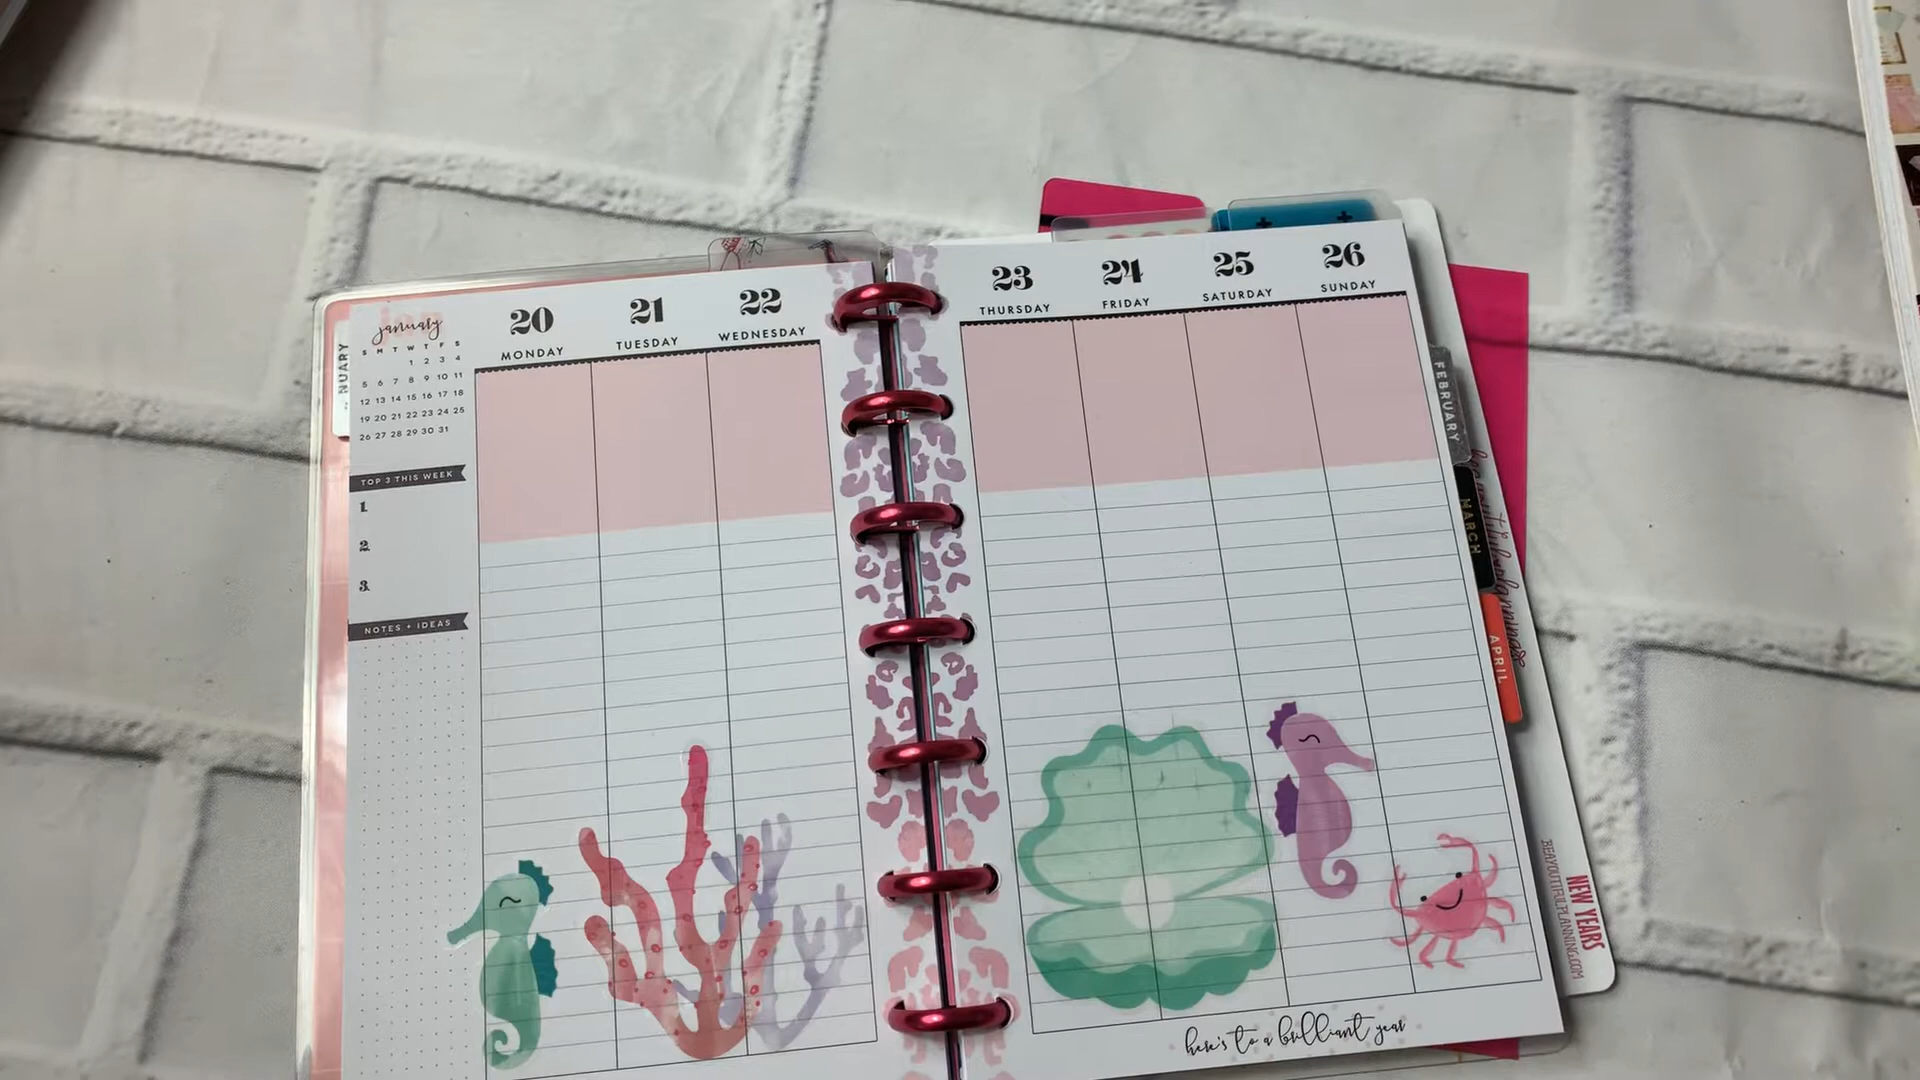 january
S M T W T F S
1 2 3 4
5 6 7 8 9 10 11
12 13 14 15 16 17 18
19 20 21 22 23 24 25
26 27 28 29 30 31
TOP 3 THIS WEEK
1.
2.
3.
NOTES + IDEAS
20 21 22
MONDAY TUESDAY WEDNESDAY
23 24 25 26
THURSDAY FRIDAY SATURDAY SUNDAY
here's to a brilliant year
NUARY
FEBRUARY
MARCH
APRIL
beayoutifulplanning
NEW YEARS
BEAYOUTIFULPLANNING.COM